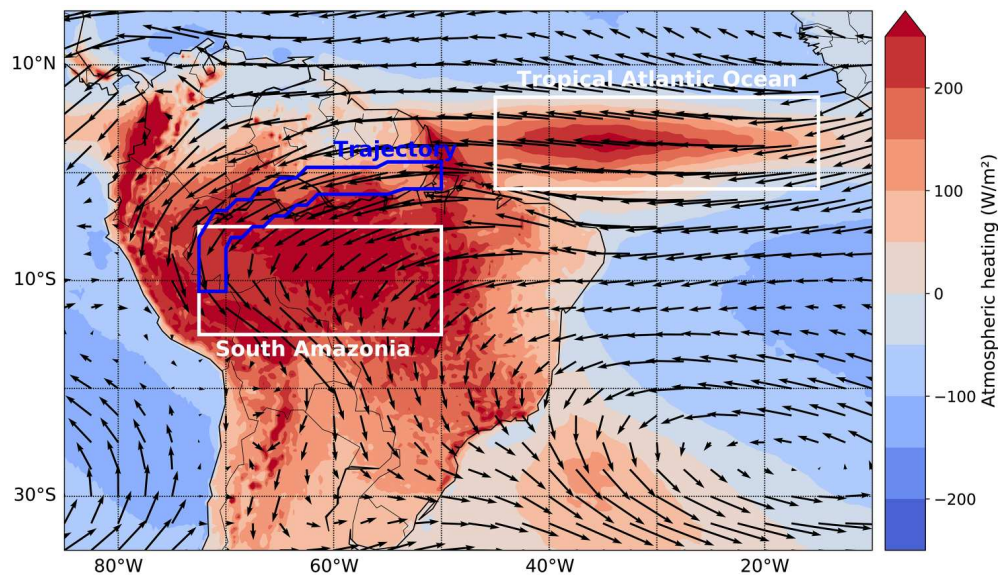 10°N
10°S
30°S
80°W
60°W
40°W
20°W
Tropical Atlantic Ocean
Trajectory
South Amazonia
200
100
0
−100
−200
Atmospheric heating (W/m²)